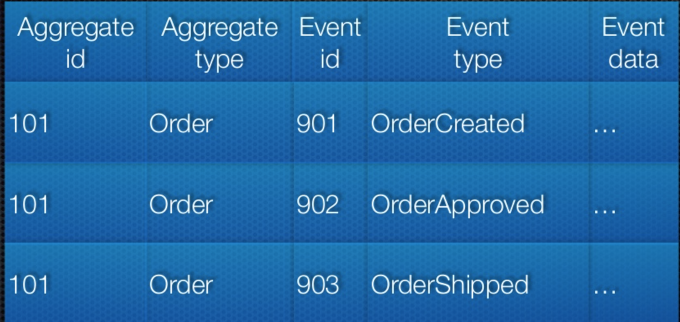 Aggregate id Aggregate type Event id Event type Event data
101 Order 901 OrderCreated ...
101 Order 902 OrderApproved ...
101 Order 903 OrderShipped ...